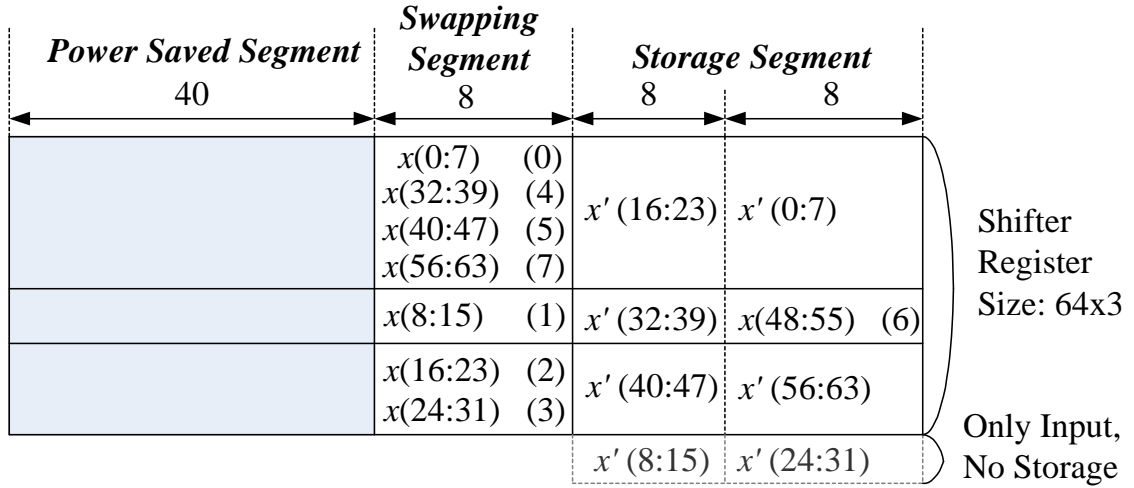 Power Saved Segment
40
Swapping
Segment
8
Storage Segment
8 8
x(0:7) (0)
x(32:39) (4)
x(40:47) (5)
x(56:63) (7)
x' (16:23) x' (0:7)
x(8:15) (1) x' (32:39) x(48:55) (6)
x(16:23) (2)
x(24:31) (3)
x' (40:47) x' (56:63)
x' (8:15) x' (24:31)
Shifter
Register
Size: 64x3
Only Input,
No Storage